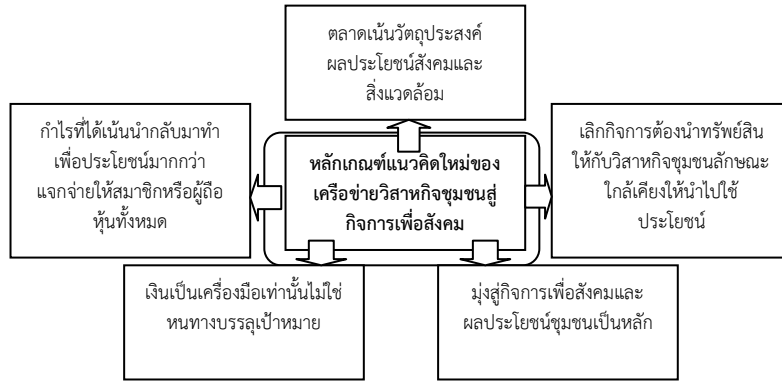 ตลาดเน้นวัตถุประสงค์
ผลประโยชน์สังคมและ
สิ่งแวดล้อม
กำไรที่ได้เน้นนำกลับมาทำ
เพื่อประโยชน์มากกว่า
แจกจ่ายให้สมาชิกหรือผู้ถือ
หุ้นทั้งหมด
หลักเกณฑ์แนวคิดใหม่ของ
เครือข่ายวิสาหกิจชุมชนสู่
กิจการเพื่อสังคม
เลิกกิจการต้องนำทรัพย์สิน
ให้กับวิสาหกิจชุมชนลักษณะ
ใกล้เคียงให้นำไปใช้
ประโยชน์
เงินเป็นเครื่องมือเท่านั้นไม่ใช่
หนทางบรรลุเป้าหมาย
มุ่งสู่กิจการเพื่อสังคมและ
ผลประโยชน์ชุมชนเป็นหลัก